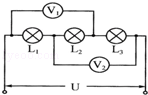 V₁
L₁ L₂ L₃
V₂
U